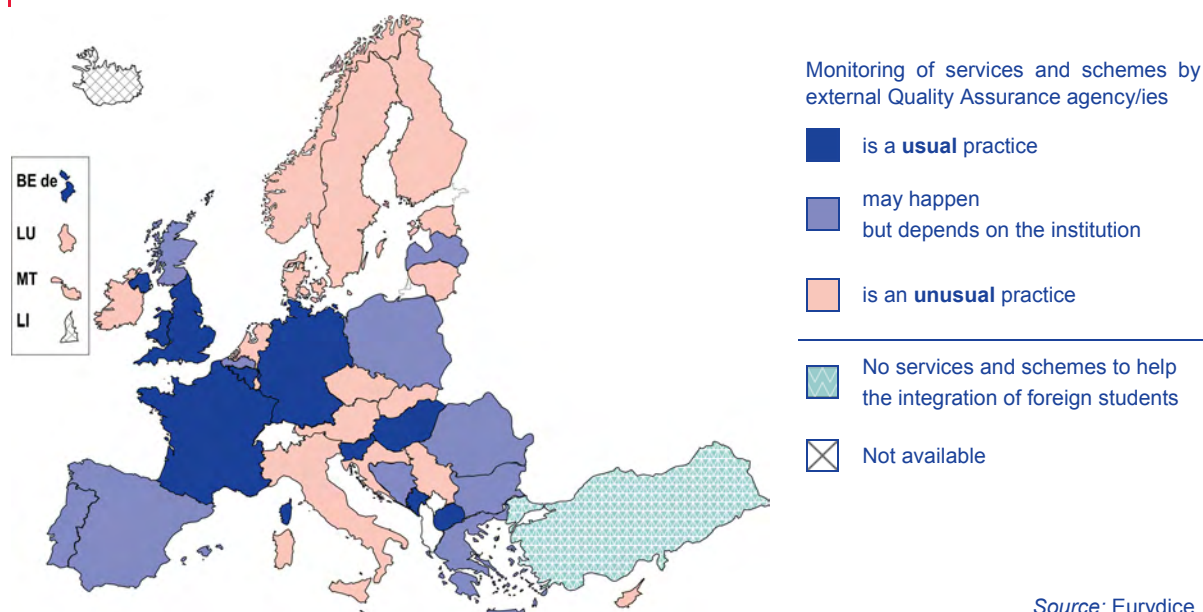 BE de
LU
MT
LI
Monitoring of services and schemes by
external Quality Assurance agency/ies
is a usual practice
may happen
but depends on the institution
is an unusual practice
No services and schemes to help
the integration of foreign students
Not available
Source: Eurydice